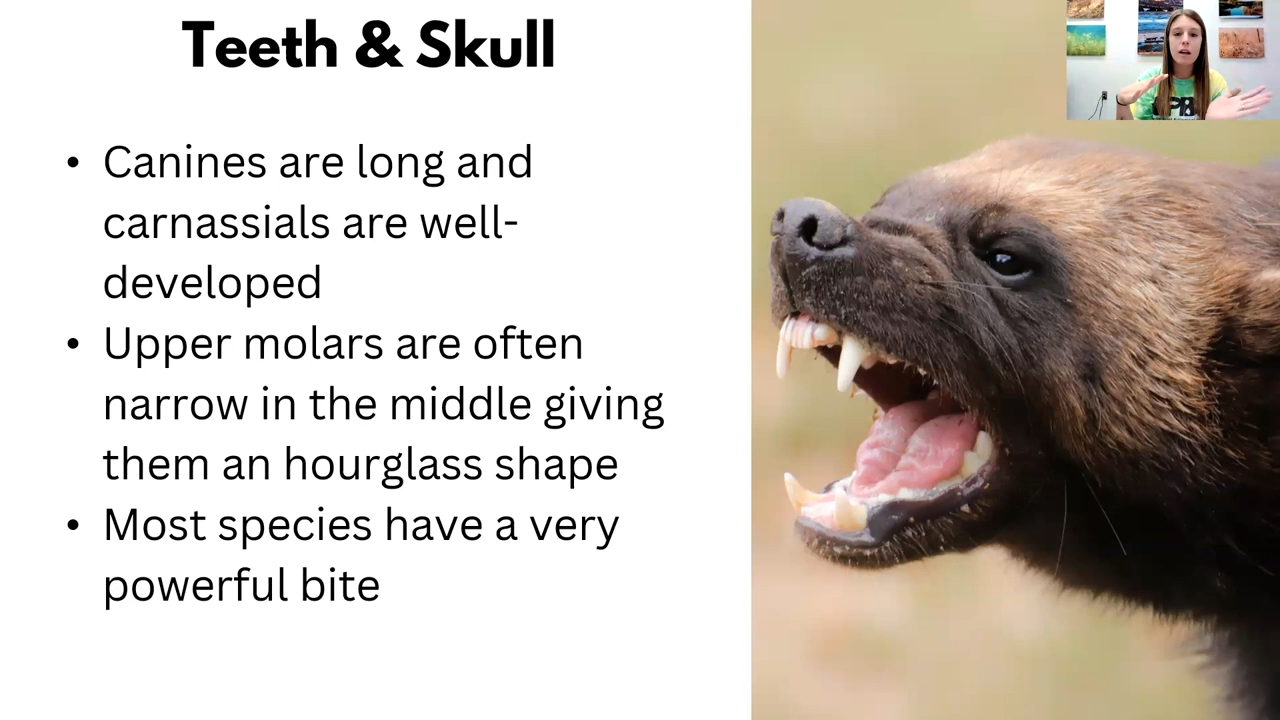 Teeth & Skull
• Canines are long and
carnassials are well-
developed
• Upper molars are often
narrow in the middle giving
them an hourglass shape
• Most species have a very
powerful bite